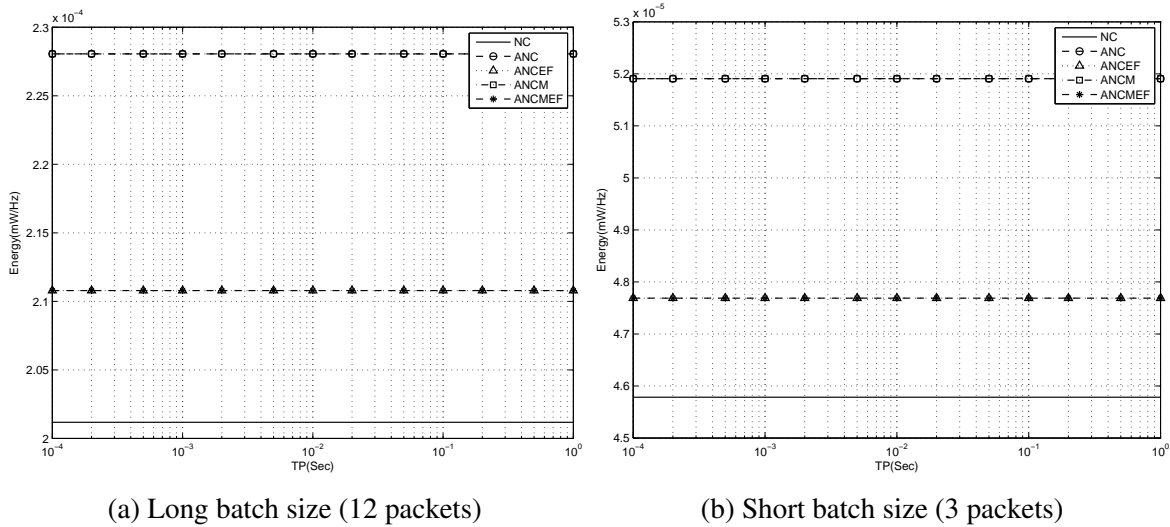 x 10⁻⁴
2.3
2.25
2.2
2.15
2.1
2.05
2
Energy(mW/Hz)
10⁻⁴
10⁻³
10⁻²
10⁻¹
10⁰
TP(Sec)
NC
ANC
ANCEF
ANCM
ANCMEF
(a) Long batch size (12 packets)
x 10⁻⁵
5.3
5.2
5.1
5
4.9
4.8
4.7
4.6
4.5
Energy(mW/Hz)
10⁻⁴
10⁻³
10⁻²
10⁻¹
10⁰
TP(Sec)
NC
ANC
ANCEF
ANCM
ANCMEF
(b) Short batch size (3 packets)